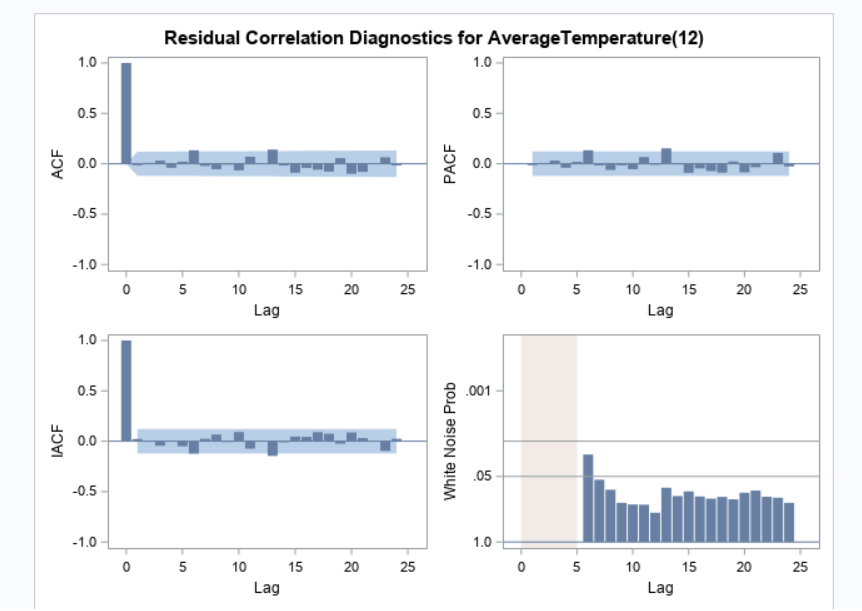 Residual Correlation Diagnostics for AverageTemperature(12)
1.0
0.5
0.0
-0.5
-1.0
ACF
0 5 10 15 20 25
Lag
1.0
0.5
0.0
-0.5
-1.0
PACF
0 5 10 15 20 25
Lag
1.0
0.5
0.0
-0.5
-1.0
IACF
0 5 10 15 20 25
Lag
.001
.05
1.0
White Noise Prob
0 5 10 15 20 25
Lag